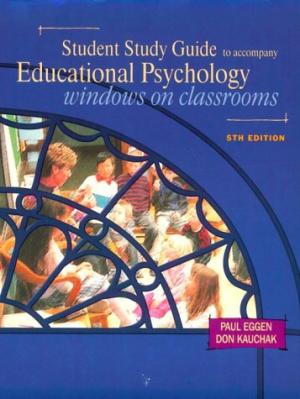 Student Study Guide to accompany
Educational Psychology
windows on classrooms
5TH EDITION
PAUL EGGEN
DON KAUCHAK